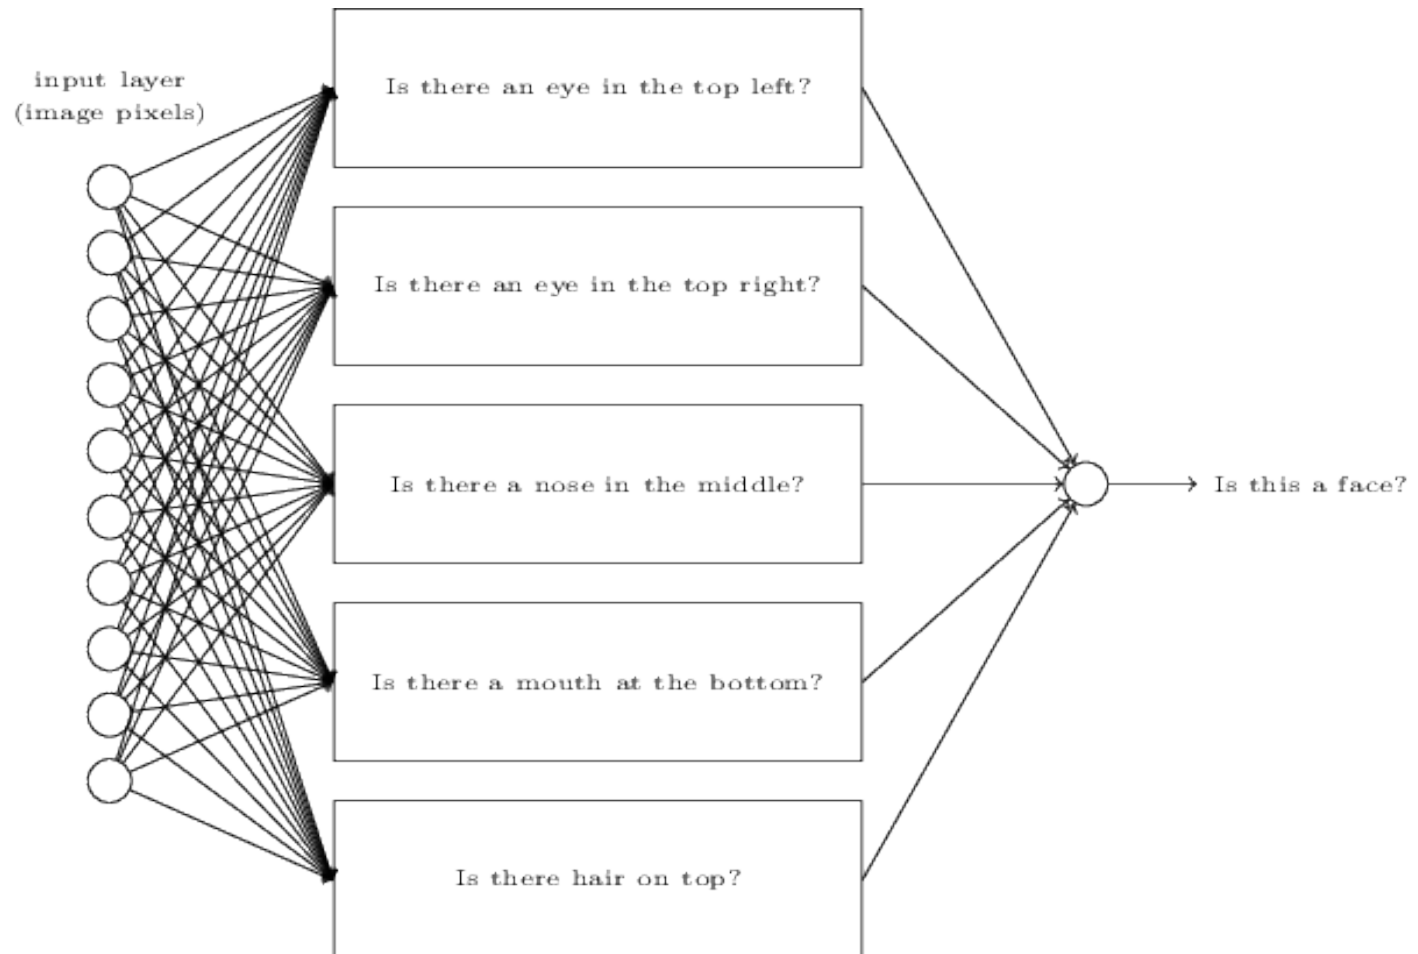 input layer
(image pixels)
Is there an eye in the top left?
Is there an eye in the top right?
Is there a nose in the middle?
Is there a mouth at the bottom?
Is there hair on top?
Is this a face?